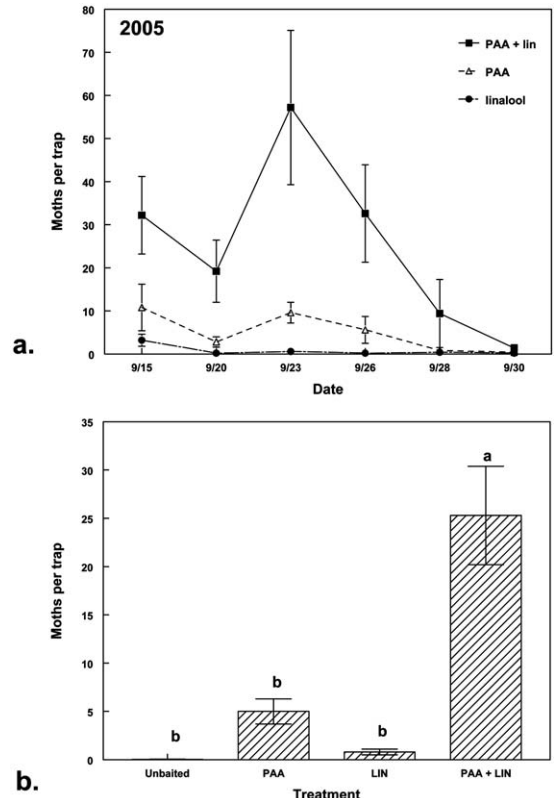 80
70
60
50
40
30
20
10
0
Moths per trap
2005
PAA + lin
PAA
linalool
9/15 9/20 9/23 9/26 9/28 9/30
Date
a.
35
30
25
20
15
10
5
0
Moths per trap
b b b a
Unbaited PAA LIN PAA + LIN
Treatment
b.